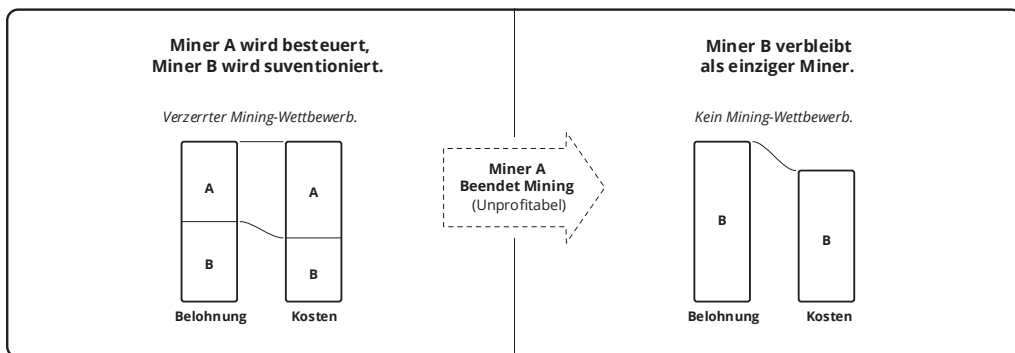 Miner A wird besteuert,
Miner B wird suventioniert.
Verzerrter Mining-Wettbewerb.
A
A
B
B
Belohnung
Kosten
Miner A
Beendet Mining
(Unprofitabel)
Miner B verbleibt
als einziger Miner.
Kein Mining-Wettbewerb.
B
B
Belohnung
Kosten